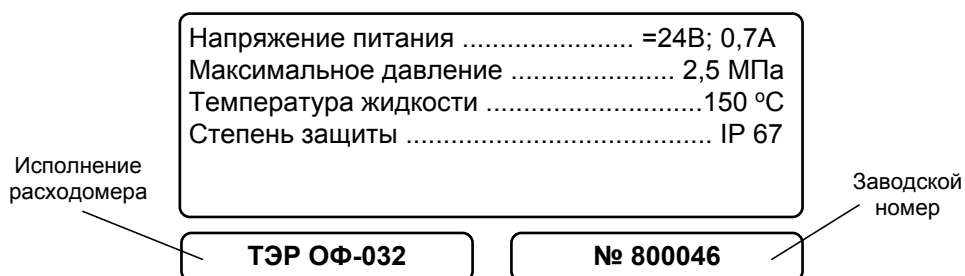 Напряжение питания ....................... =24В; 0,7А
Максимальное давление ...................... 2,5 МПа
Температура жидкости .............................150 ºС
Степень защиты ......................................... IP 67
Исполнение
расходомера
Заводской
номер
ТЭР ОФ-032
№ 800046